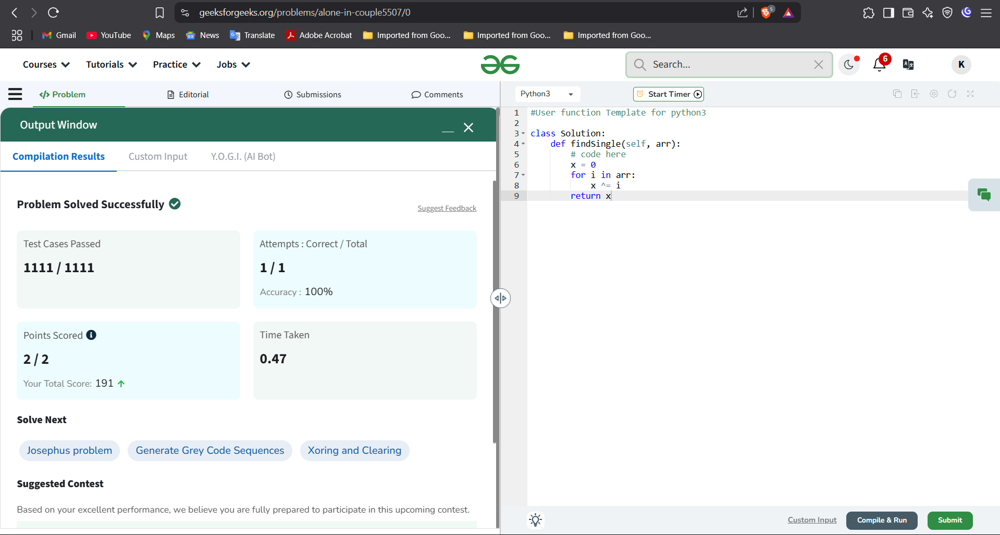 geeksforgeeks.org/problems/alone-in-couple5507/0
5
Gmail
YouTube
Maps
News
Translate
Adobe Acrobat
Imported from Goo...
Imported from Goo...
Imported from Goo...
Courses
Tutorials
Practice
Jobs
Search...
6
K
</> Problem
Editorial
Submissions
Comments
Output Window
Compilation Results
Custom Input
Y.O.G.I. (AI Bot)
Problem Solved Successfully
Suggest Feedback
Test Cases Passed
1111 / 1111
Attempts : Correct / Total
1 / 1
Accuracy : 100%
Points Scored
2 / 2
Your Total Score: 191
Time Taken
0.47
Solve Next
Josephus problem
Generate Grey Code Sequences
Xoring and Clearing
Suggested Contest
Based on your excellent performance, we believe you are fully prepared to participate in this upcoming contest.
Python3
Start Timer
1 #User function Template for python3
2
3 class Solution:
4 def findSingle(self, arr):
5 # code here
6 x = 0
7 for i in arr:
8 x ^= i
9 return x
Custom Input
Compile & Run
Submit